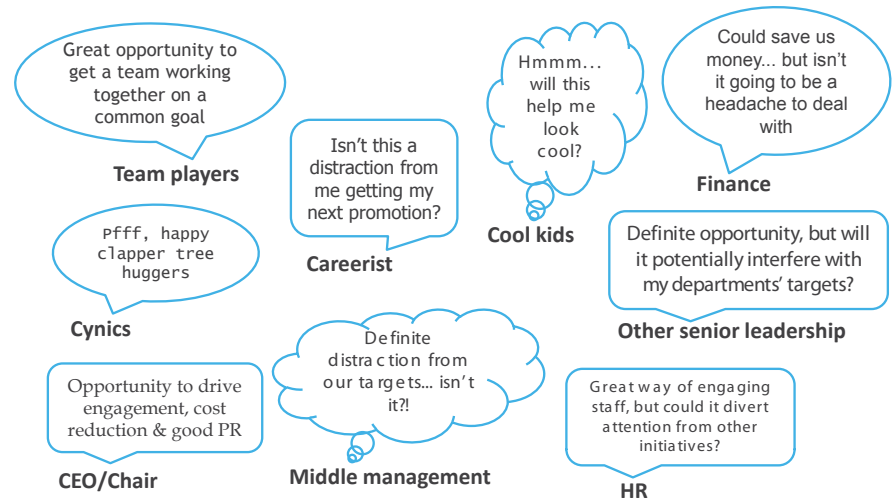 Great opportunity to
get a team working
together on a
common goal
Team players
Isn't this a
distraction from
me getting my
next promotion?
Careerist
Hmmm...
will this
help me
look
cool?
Cool kids
Could save us
money... but isn't
it going to be a
headache to deal
with
Finance
Pfff, happy
clapper tree
huggers
Cynics
Definite opportunity, but will
it potentially interfere with
my departments' targets?
Other senior leadership
Opportunity to drive
engagement, cost
reduction & good PR
CEO/Chair
Definite
distraction from
our targets... isn't
it?!
Middle management
Great way of engaging
staff, but could it divert
attention from other
initiatives?
HR